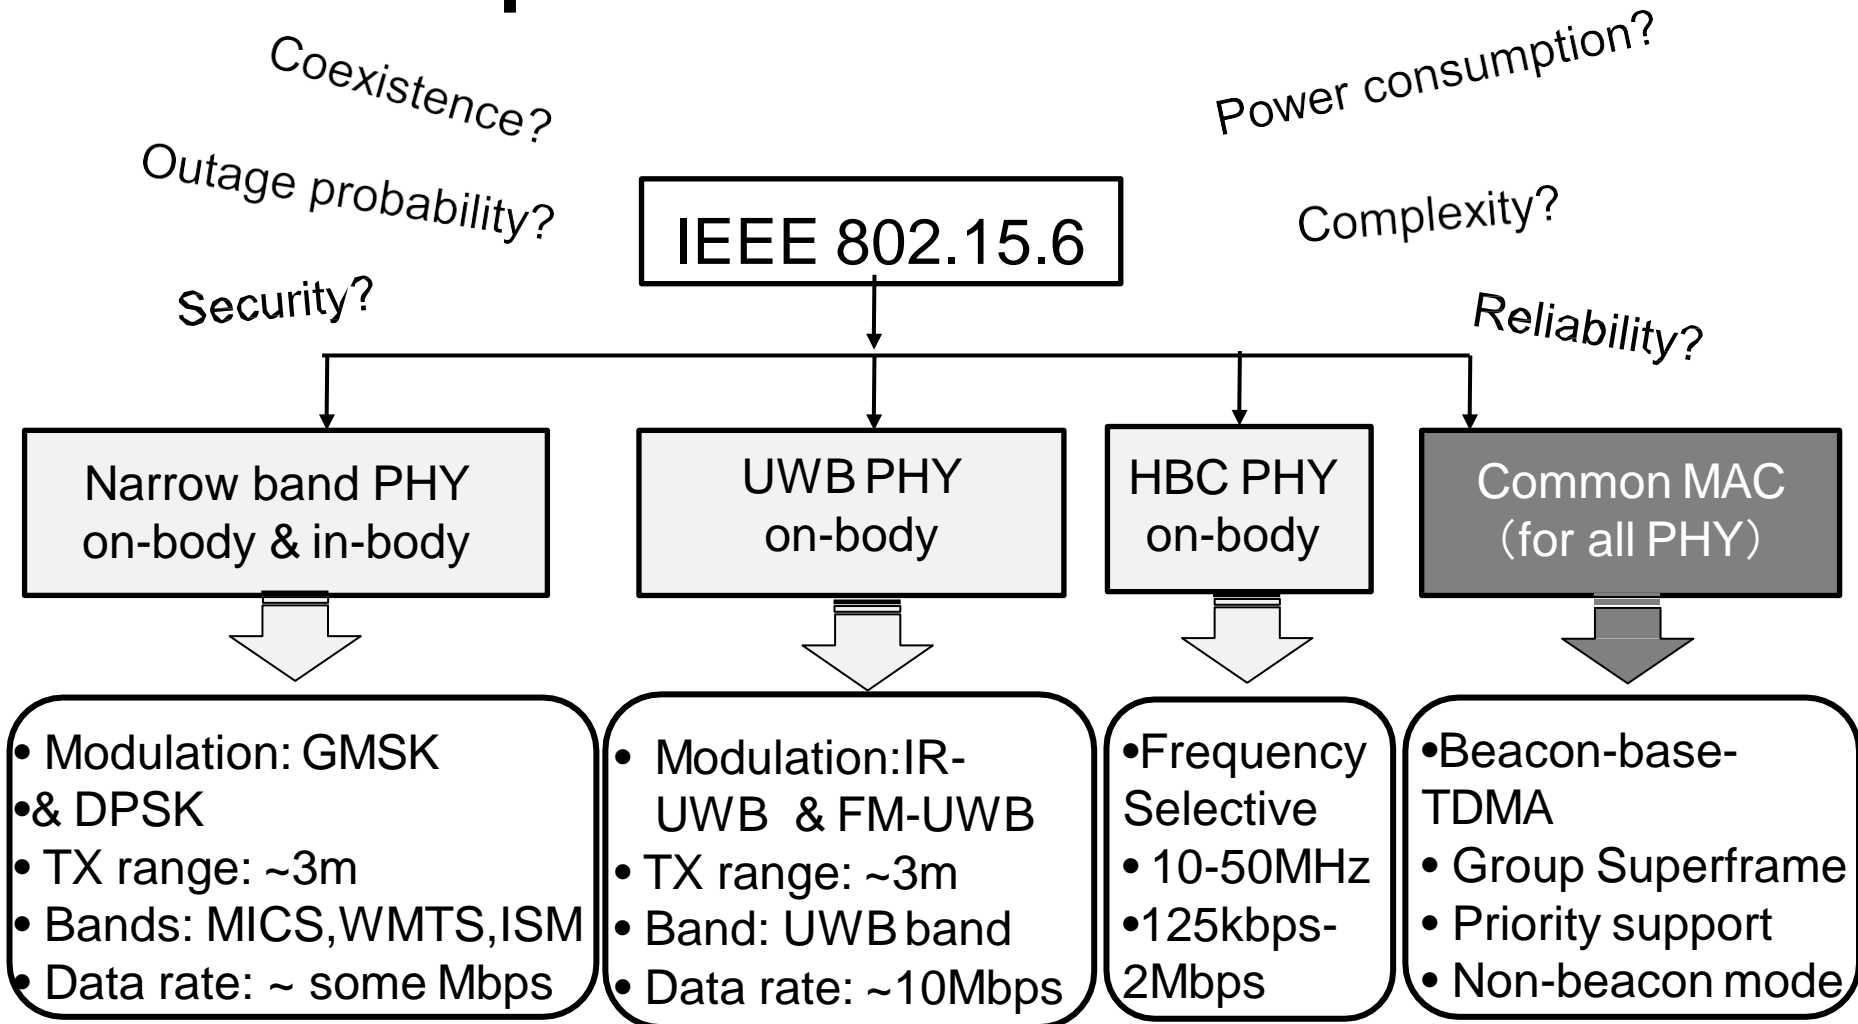 Coexistence?
Power consumption?
Outage probability?
Complexity?
IEEE 802.15.6
Security?
Reliability?
Narrow band PHY
on-body & in-body
UWB PHY
on-body
HBC PHY
on-body
Common MAC
（for all PHY）
• Modulation: GMSK
•& DPSK
• TX range: ~3m
• Bands: MICS,WMTS,ISM
• Data rate: ~ some Mbps
• Modulation:IR-
UWB & FM-UWB
• TX range: ~3m
• Band: UWB band
• Data rate: ~10Mbps
•Frequency
Selective
• 10-50MHz
•125kbps-
2Mbps
•Beacon-base-
TDMA
• Group Superframe
• Priority support
• Non-beacon mode